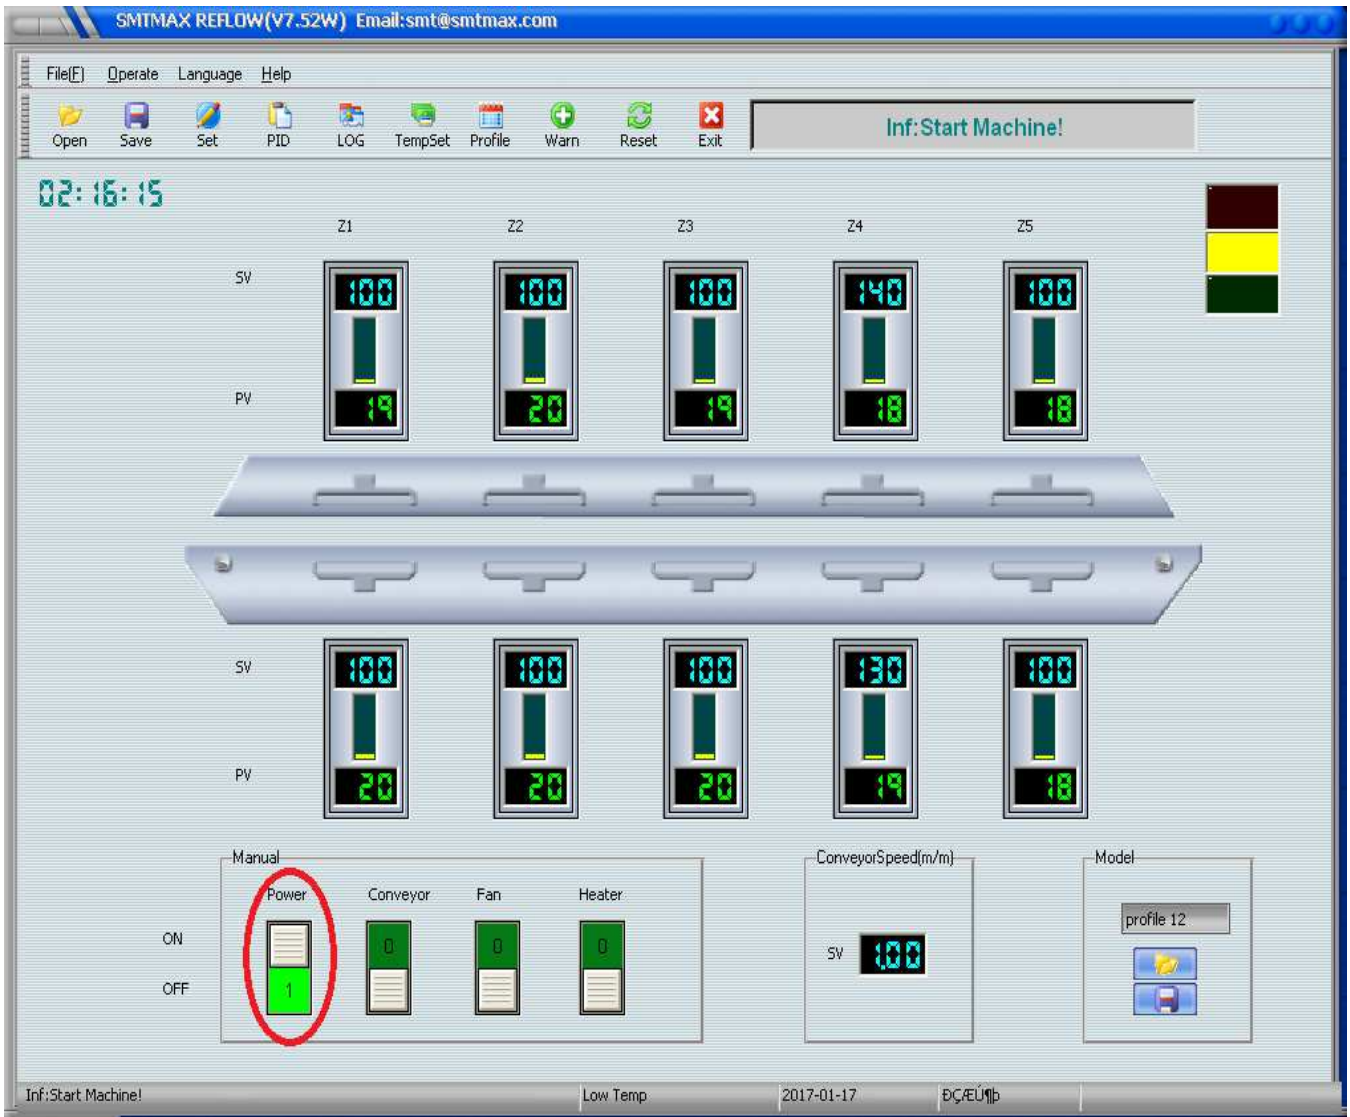 SMTMAX REFLOW(V7.52W) Email:smt@smtmax.com
File(F) Operate Language Help
Open Save Set PID LOG TempSet Profile Warn Reset Exit
Inf:Start Machine!
02:16:15
Z1 Z2 Z3 Z4 Z5
SV 100 100 100 140 100
PV 19 20 19 18 18
SV 100 100 100 130 100
PV 20 20 20 19 18
Manual ConveyorSpeed(m/m) Model
Power Conveyor Fan Heater
profile 12
ON 0 0 0
SV 1.00
OFF 1
Inf:Start Machine! Low Temp 2017-01-17 ÐÇÆÚ¶þ